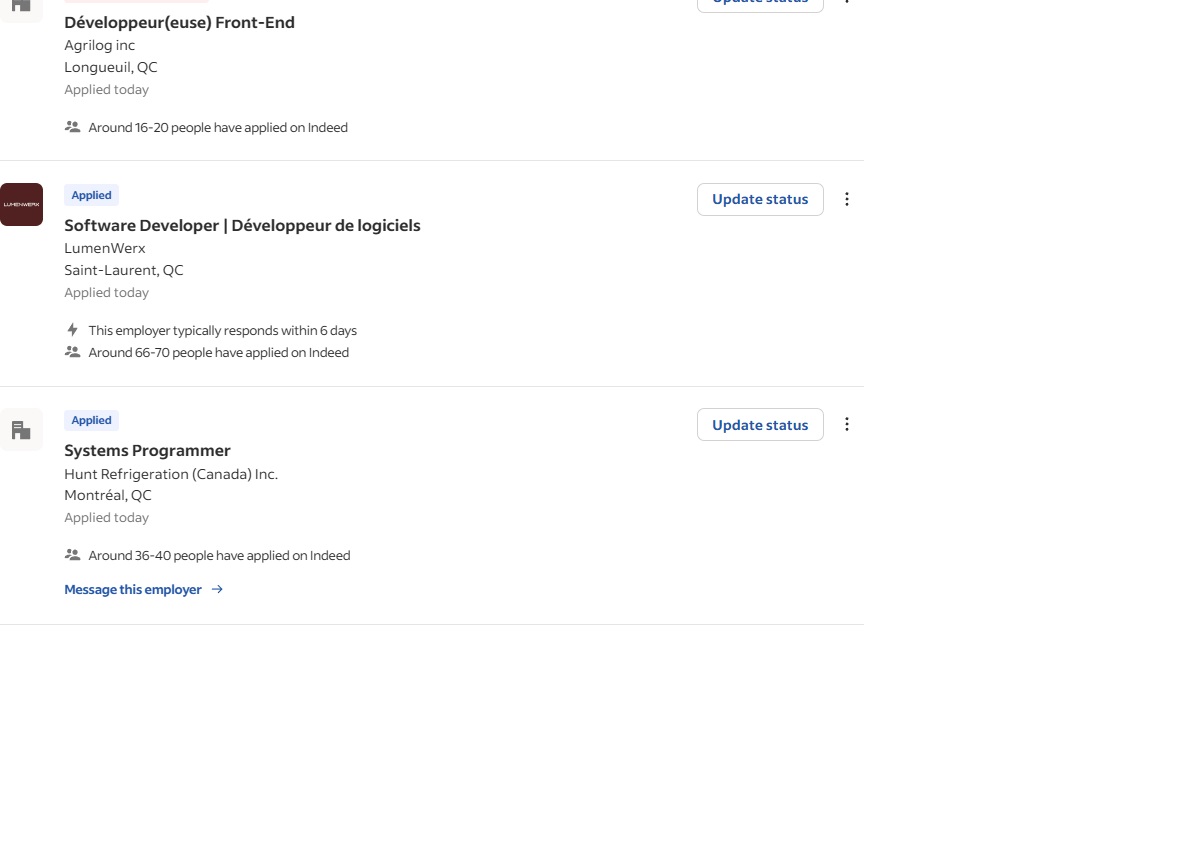 Développeur(euse) Front-End
Agrilog inc
Longueuil, QC
Applied today
Around 16-20 people have applied on Indeed
LUMENWERX
Applied
Update status
Software Developer | Développeur de logiciels
LumenWerx
Saint-Laurent, QC
Applied today
This employer typically responds within 6 days
Around 66-70 people have applied on Indeed
Applied
Update status
Systems Programmer
Hunt Refrigeration (Canada) Inc.
Montréal, QC
Applied today
Around 36-40 people have applied on Indeed
Message this employer